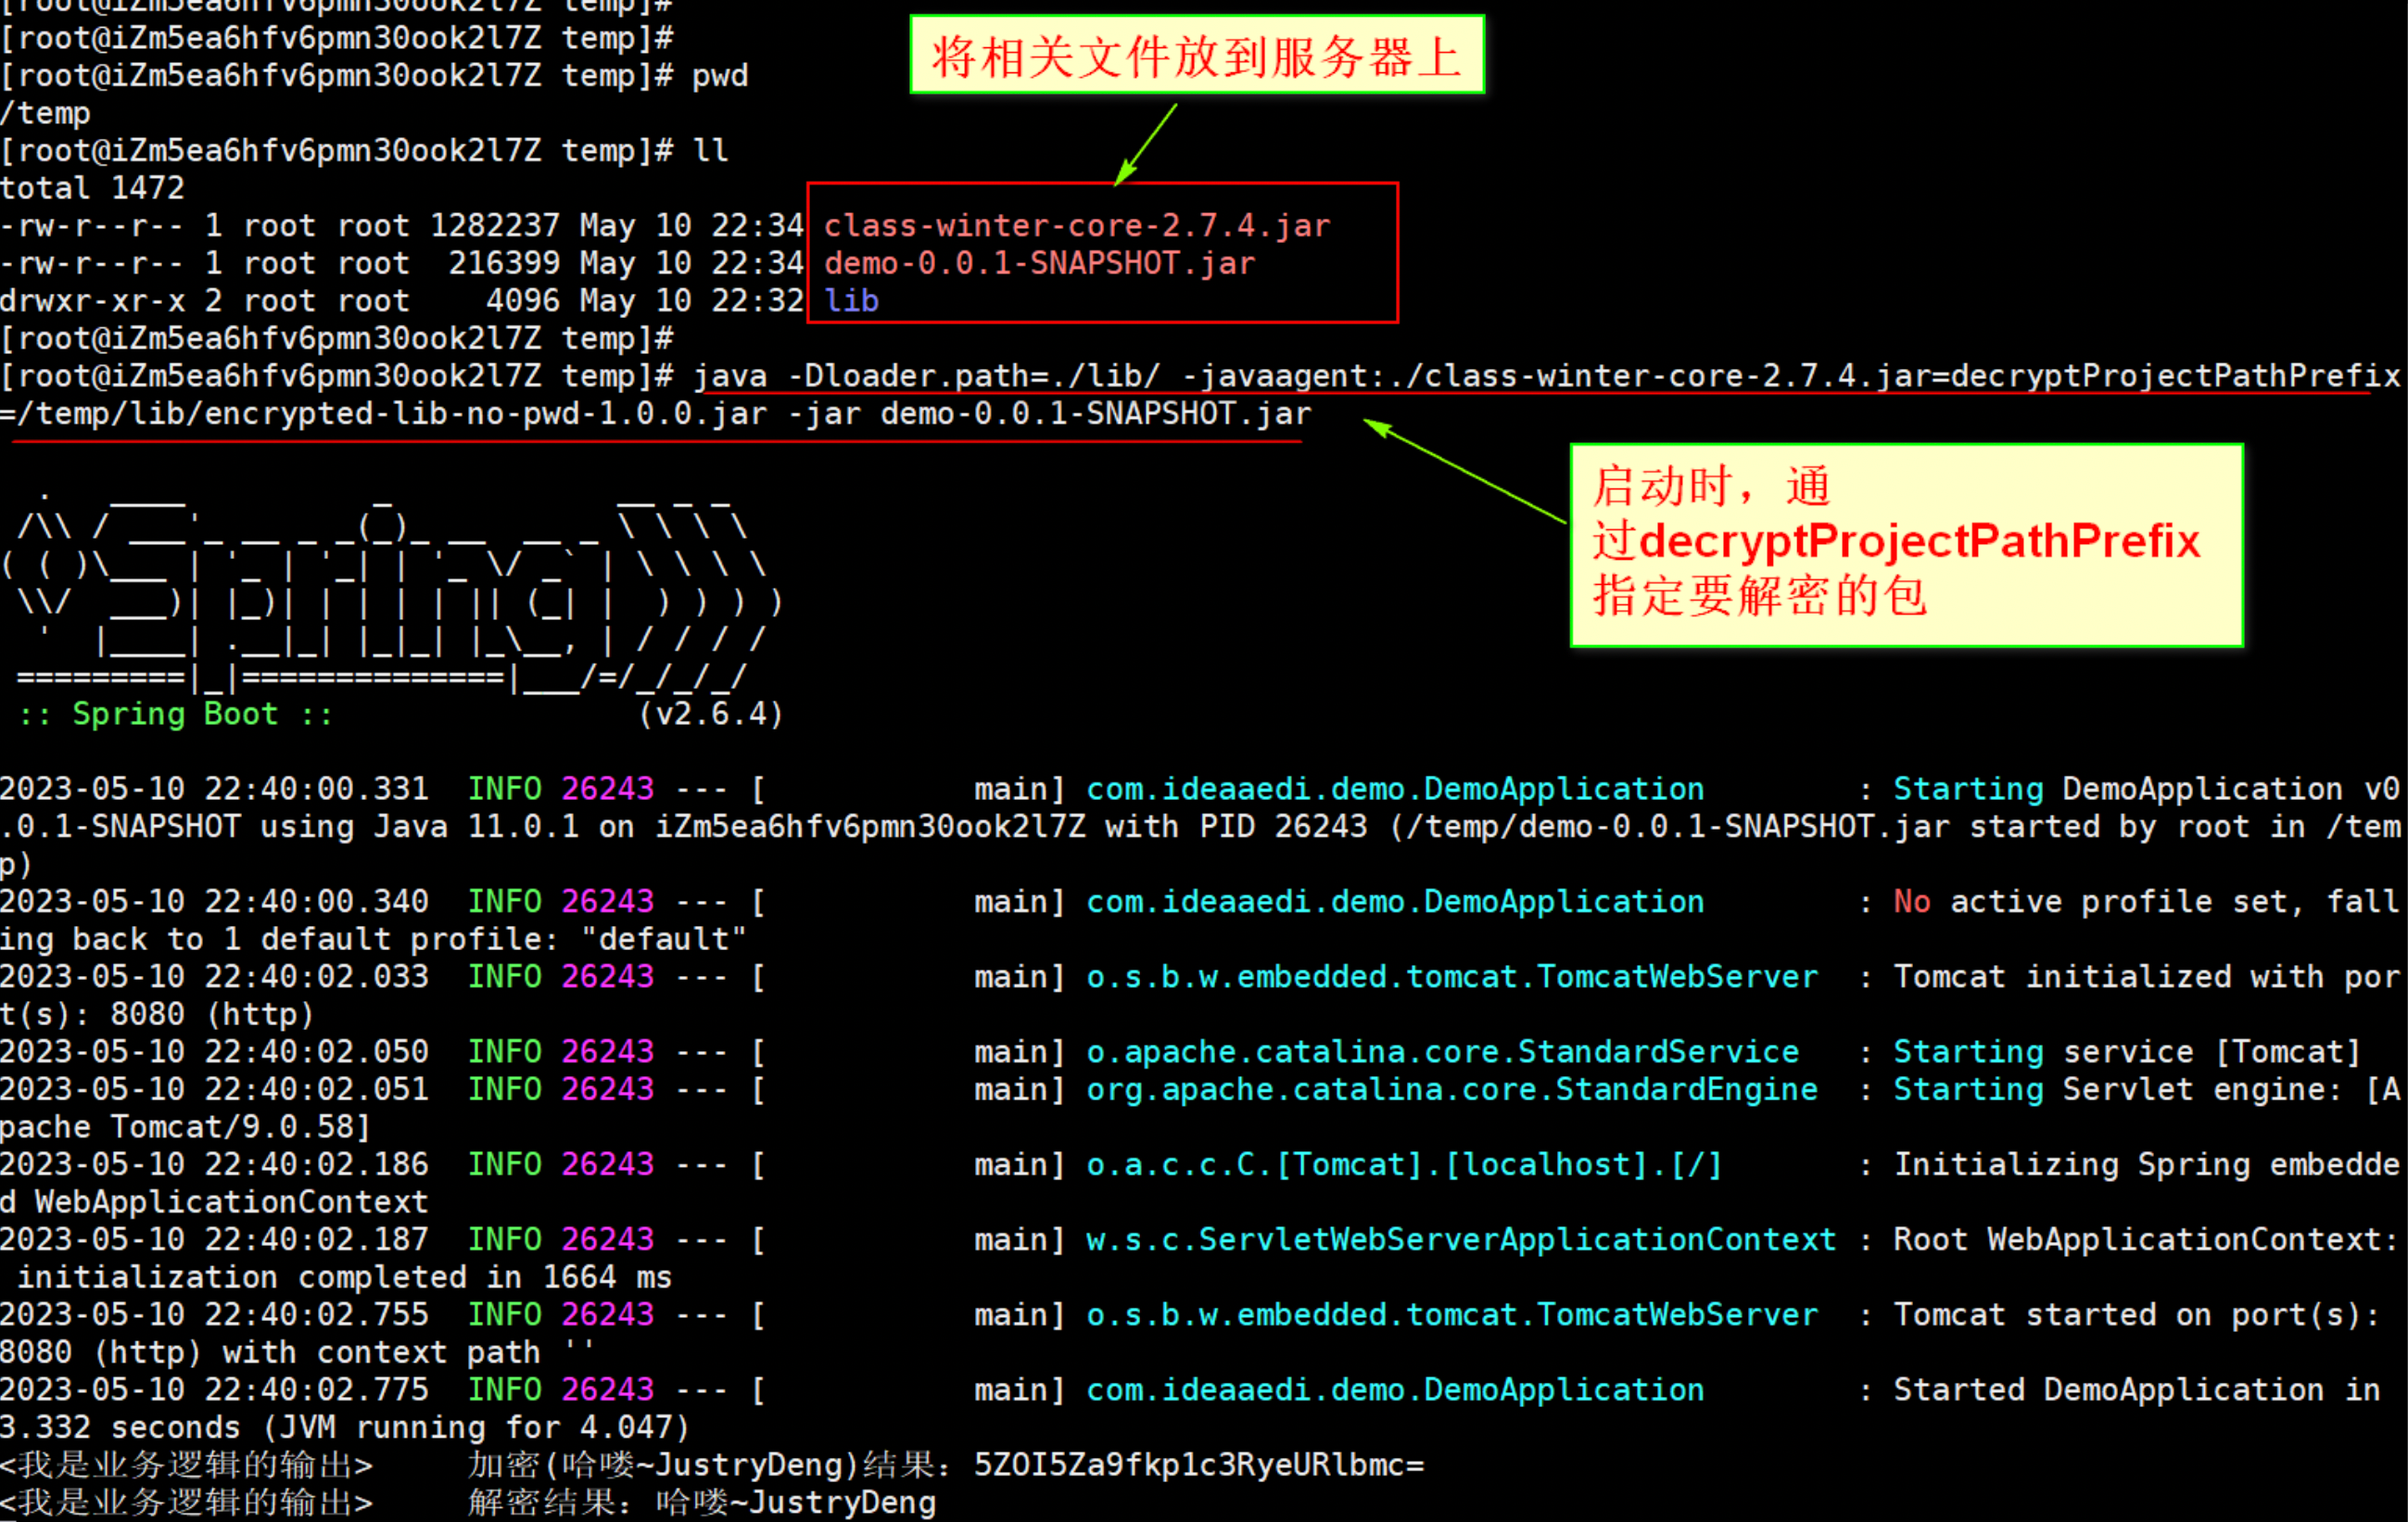 [root@iZm5ea6hfv6pmn30ook2l7Z temp]#
[root@iZm5ea6hfv6pmn30ook2l7Z temp]#
[root@iZm5ea6hfv6pmn30ook2l7Z temp]# pwd
/temp
[root@iZm5ea6hfv6pmn30ook2l7Z temp]# ll
total 1472
-rw-r--r-- 1 root root 1282237 May 10 22:34 class-winter-core-2.7.4.jar
-rw-r--r-- 1 root root  216399 May 10 22:34 demo-0.0.1-SNAPSHOT.jar
drwxr-xr-x 2 root root    4096 May 10 22:32 lib
将相关文件放到服务器上
[root@iZm5ea6hfv6pmn30ook2l7Z temp]#
[root@iZm5ea6hfv6pmn30ook2l7Z temp]# java -Dloader.path=./lib/ -javaagent:./class-winter-core-2.7.4.jar=decryptProjectPathPrefix
=/temp/lib/encrypted-lib-no-pwd-1.0.0.jar -jar demo-0.0.1-SNAPSHOT.jar
启动时，通
过decryptProjectPathPrefix
指定要解密的包
  .   ____          _            __ _ _
 /\\ / ___'_ __ _ _(_)_ __  __ _ \ \ \ \
( ( )\___ | '_ | '_| | '_ \/ _` | \ \ \ \
 \\/  ___)| |_)| | | | | || (_| |  ) ) ) )
  '  |____| .__|_| |_|_| |_\__, | / / / /
 =========|_|==============|___/=/_/_/_/
 :: Spring Boot ::                (v2.6.4)
2023-05-10 22:40:00.331  INFO 26243 --- [           main] com.ideaaedi.demo.DemoApplication        : Starting DemoApplication v0
.0.1-SNAPSHOT using Java 11.0.1 on iZm5ea6hfv6pmn30ook2l7Z with PID 26243 (/temp/demo-0.0.1-SNAPSHOT.jar started by root in /tem
p)
2023-05-10 22:40:00.340  INFO 26243 --- [           main] com.ideaaedi.demo.DemoApplication        : No active profile set, fall
ing back to 1 default profile: "default"
2023-05-10 22:40:02.033  INFO 26243 --- [           main] o.s.b.w.embedded.tomcat.TomcatWebServer  : Tomcat initialized with por
t(s): 8080 (http)
2023-05-10 22:40:02.050  INFO 26243 --- [           main] o.apache.catalina.core.StandardService   : Starting service [Tomcat]
2023-05-10 22:40:02.051  INFO 26243 --- [           main] org.apache.catalina.core.StandardEngine  : Starting Servlet engine: [A
pache Tomcat/9.0.58]
2023-05-10 22:40:02.186  INFO 26243 --- [           main] o.a.c.c.C.[Tomcat].[localhost].[/]       : Initializing Spring embedde
d WebApplicationContext
2023-05-10 22:40:02.187  INFO 26243 --- [           main] w.s.c.ServletWebServerApplicationContext : Root WebApplicationContext:
 initialization completed in 1664 ms
2023-05-10 22:40:02.755  INFO 26243 --- [           main] o.s.b.w.embedded.tomcat.TomcatWebServer  : Tomcat started on port(s):
8080 (http) with context path ''
2023-05-10 22:40:02.775  INFO 26243 --- [           main] com.ideaaedi.demo.DemoApplication        : Started DemoApplication in
3.332 seconds (JVM running for 4.047)
<我是业务逻辑的输出>     加密(哈喽~JustryDeng)结果：5ZOI5Za9fkp1c3RyeURlbmc=
<我是业务逻辑的输出>     解密结果：哈喽~JustryDeng